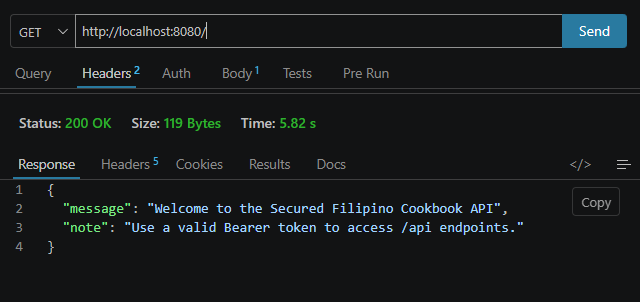 GET http://localhost:8080/ Send
Query Headers 2 Auth Body 1 Tests Pre Run
Status: 200 OK Size: 119 Bytes Time: 5.82 s
Response Headers 5 Cookies Results Docs </>
1 {
2 "message": "Welcome to the Secured Filipino Cookbook API",
Copy
3 "note": "Use a valid Bearer token to access /api endpoints."
4 }